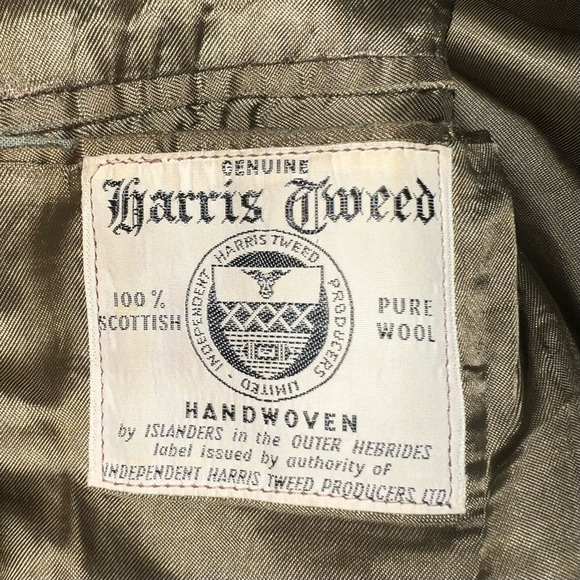 GENUINE
Harris Tweed
INDEPENDENT · HARRIS TWEED PRODUCERS LIMITED ·
100% SCOTTISH
PURE WOOL
HANDWOVEN
by ISLANDERS in the OUTER HEBRIDES
label issued by authority of
INDEPENDENT HARRIS TWEED PRODUCERS LTD.